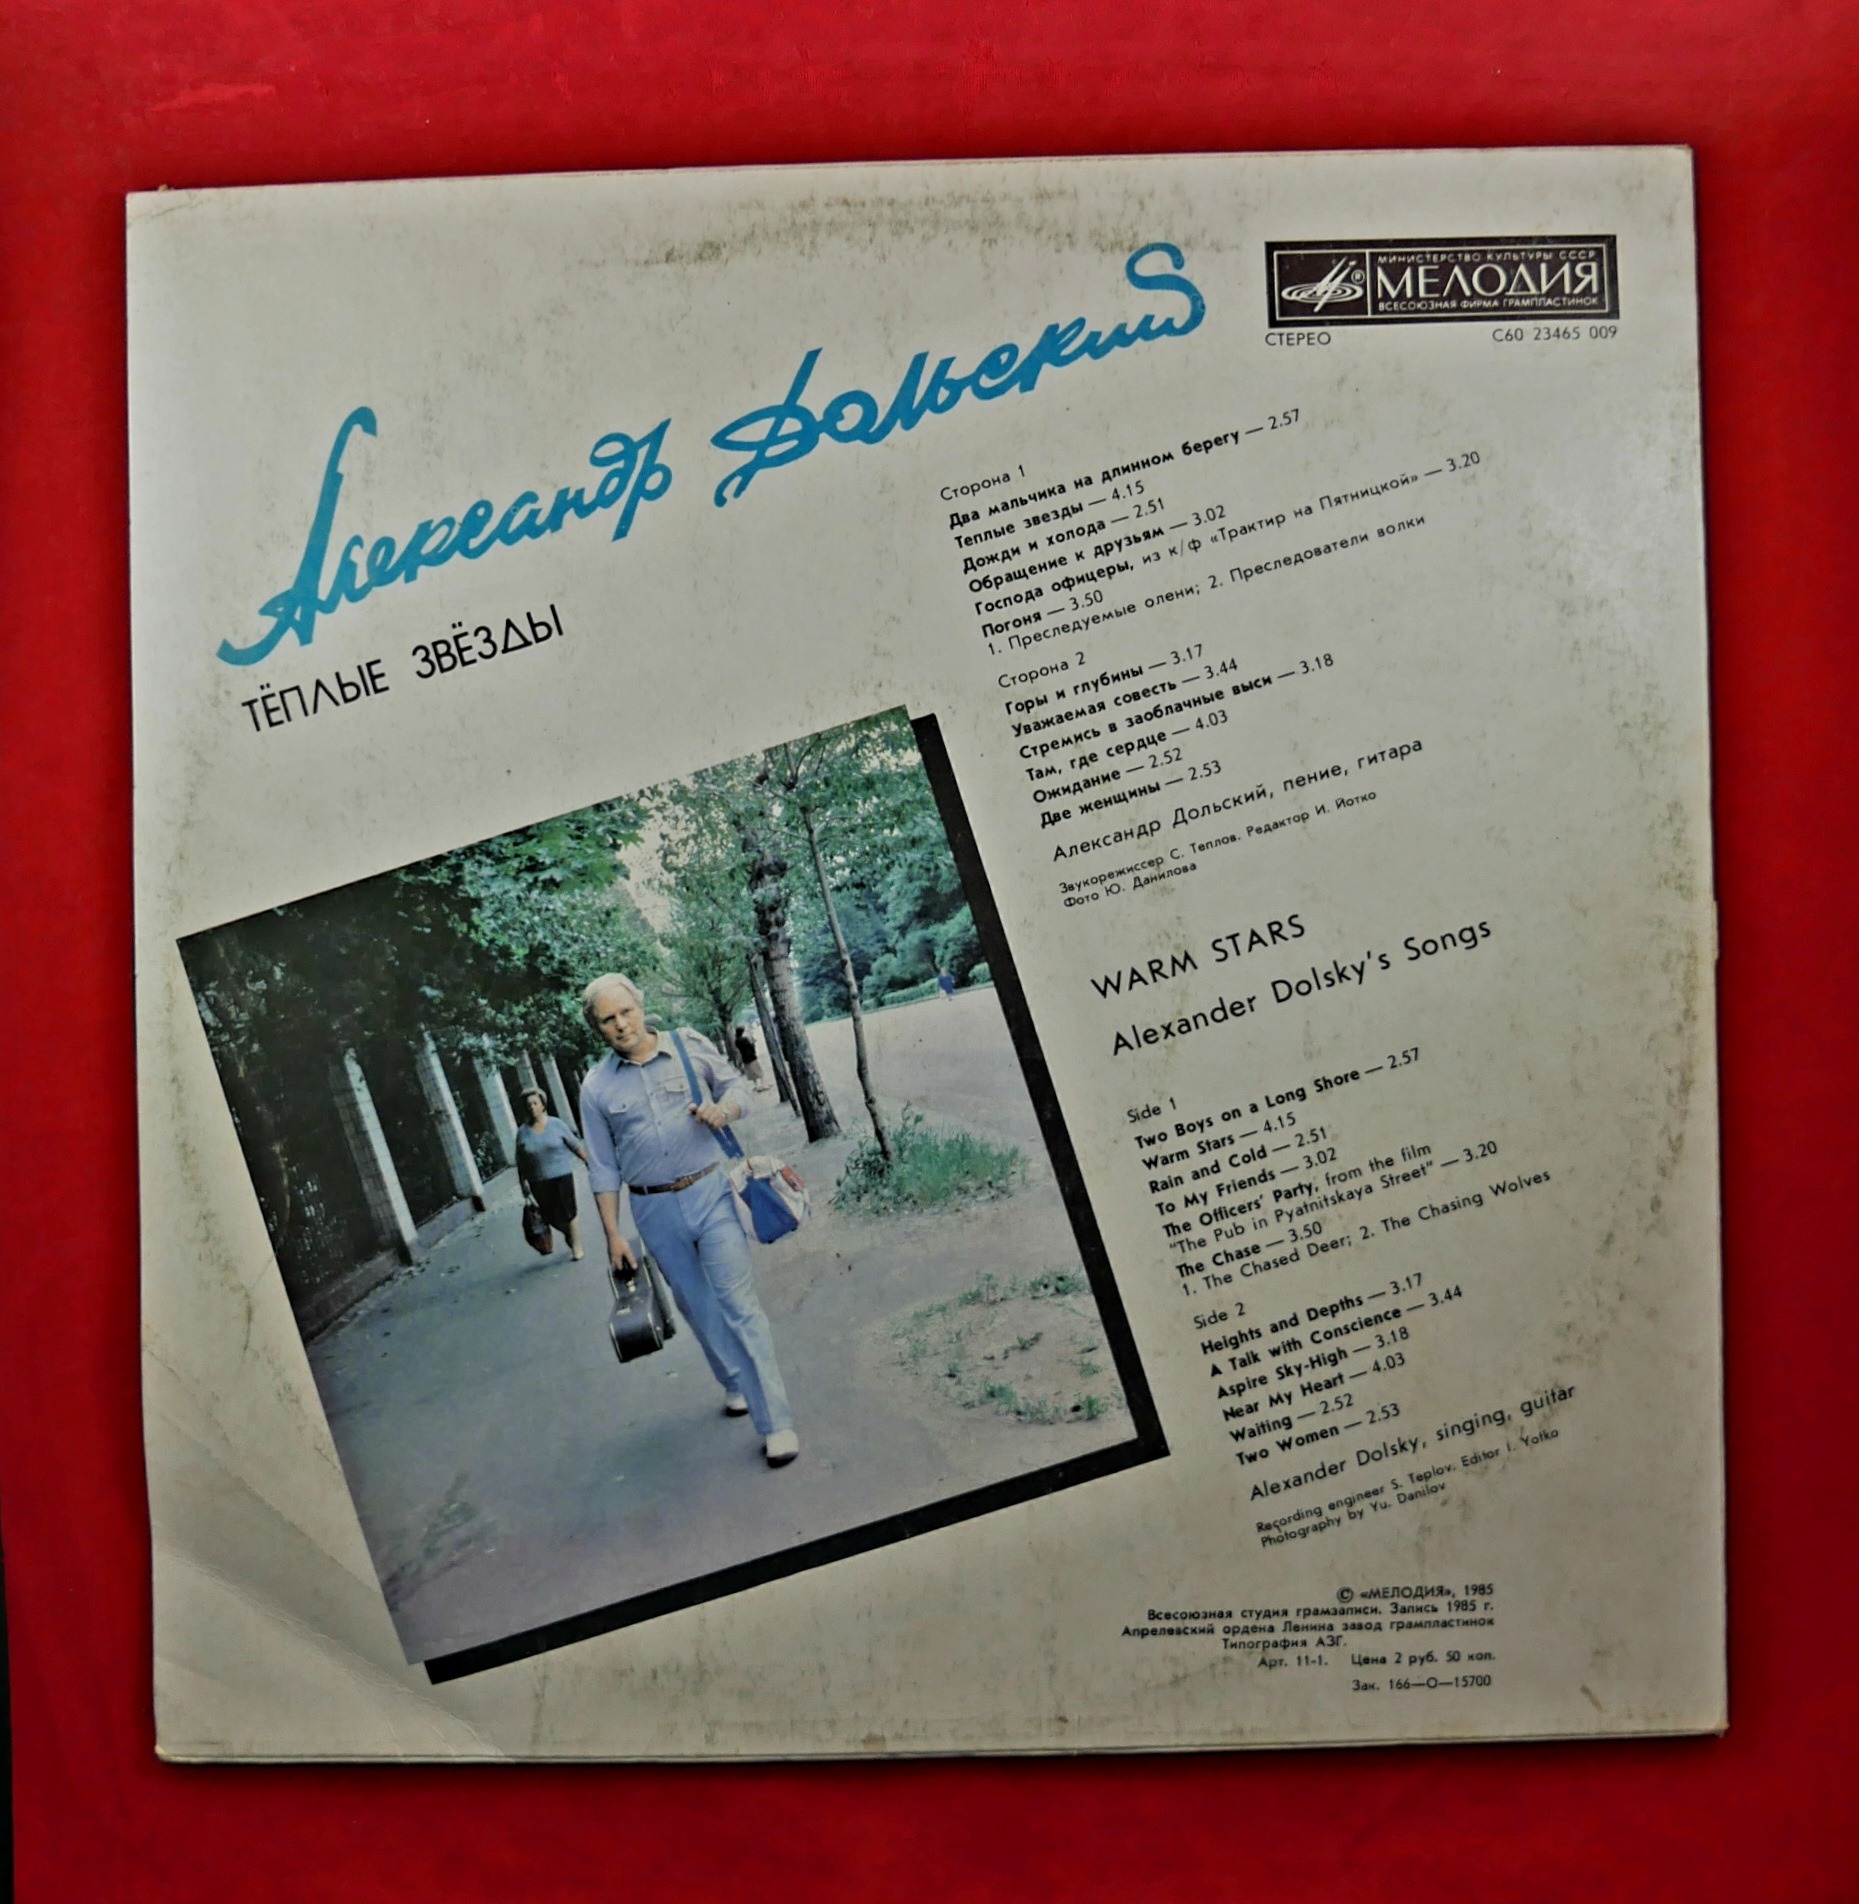 Александр Дольский
ТЁПЛЫЕ ЗВЁЗДЫ
МИНИСТЕРСТВО КУЛЬТУРЫ СССР
МЕЛОДИЯ
ВСЕСОЮЗНАЯ ФИРМА ГРАМПЛАСТИНОК
СТЕРЕО
С60 23465 009
Сторона 1
Два мальчика на длинном берегу — 2.57
Теплые звезды — 4.15
Дожди и холода — 2.51
Обращение к друзьям — 3.02
Господа офицеры, из к/ф «Трактир на Пятницкой» — 3.20
Погоня — 3.50
1. Преследуемые олени; 2. Преследователи волки
Сторона 2
Горы и глубины — 3.17
Уважаемая совесть — 3.44
Стремись в заоблачные выси — 3.18
Там, где сердце — 4.03
Ожидание — 2.52
Две женщины — 2.53
Александр Дольский, пение, гитара
Звукорежиссер С. Теплов. Редактор И. Йотко
Фото Ю. Данилова
WARM STARS
Alexander Dolsky's Songs
Side 1
Two Boys on a Long Shore — 2.57
Warm Stars — 4.15
Rain and Cold — 2.51
To My Friends — 3.02
The Officers' Party, from the film
"The Pub in Pyatnitskaya Street" — 3.20
The Chase — 3.50
1. The Chased Deer; 2. The Chasing Wolves
Side 2
Heights and Depths — 3.17
A Talk with Conscience — 3.44
Aspire Sky-High — 3.18
Near My Heart — 4.03
Waiting — 2.52
Two Women — 2.53
Alexander Dolsky, singing, guitar
Recording engineer S. Teplov. Editor I. Yotko
Photography by Yu. Danilov
© «МЕЛОДИЯ», 1985
Всесоюзная студия грамзаписи. Запись 1985 г.
Апрелевский ордена Ленина завод грампластинок
Типография АЗГ.
Арт. 11-1. Цена 2 руб. 50 коп.
Зак. 166—О—15700